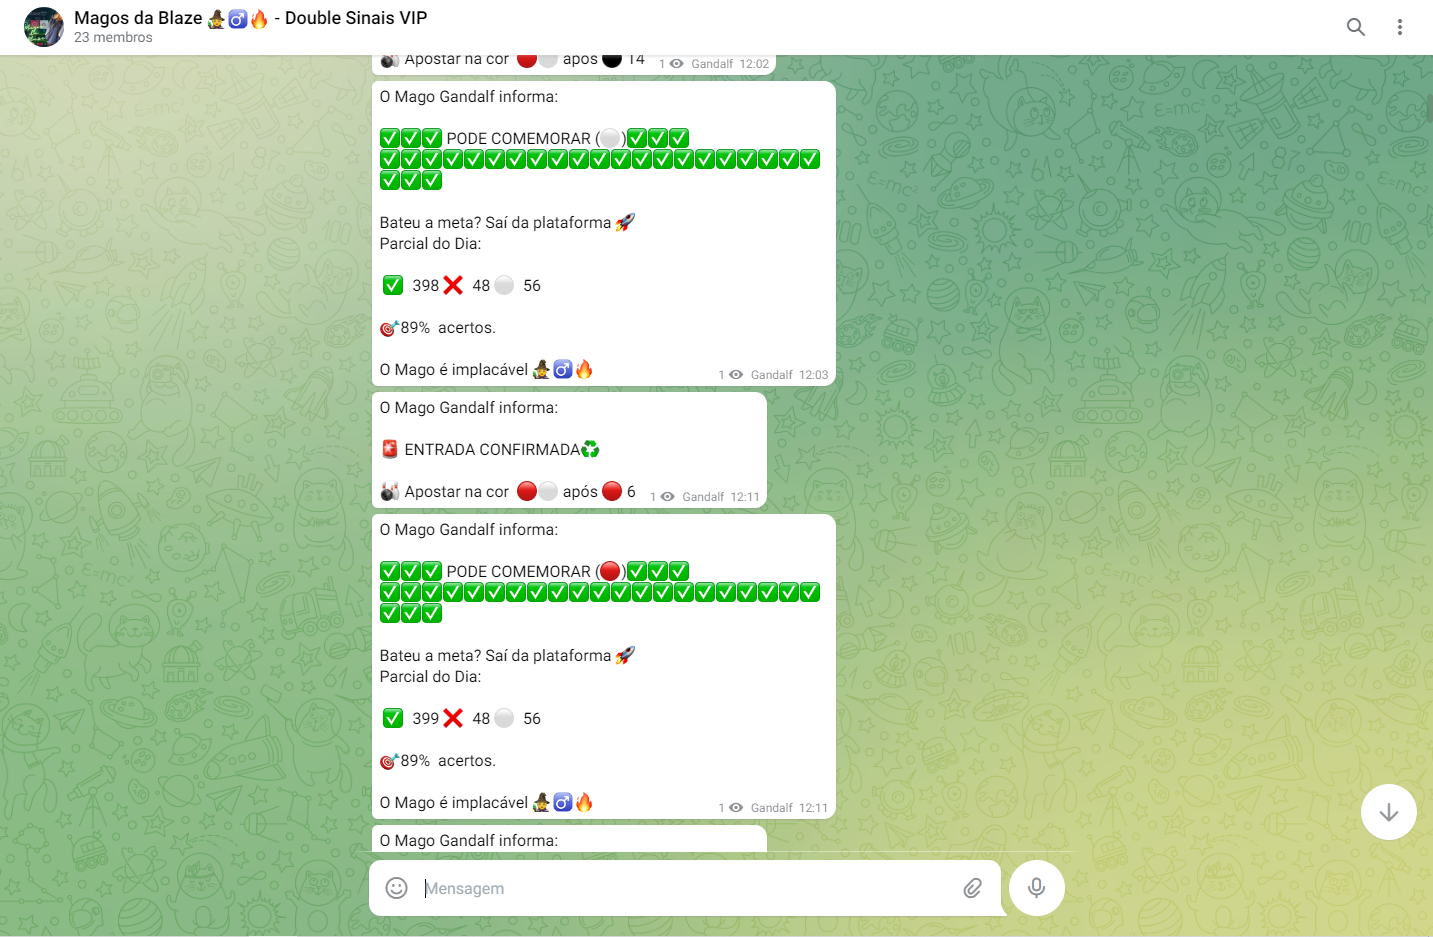 Magos da Blaze 🧙‍♂️🔥 - Double Sinais VIP
23 membros
🎳 Apostar na cor 🔴⚪ após ⚫ 14 1 Gandalf 12:02
O Mago Gandalf informa:
✅✅✅ PODE COMEMORAR (⚪)✅✅✅
✅✅✅✅✅✅✅✅✅✅✅✅✅✅✅✅✅✅✅✅✅
✅✅✅
Bateu a meta? Saí da plataforma 🚀
Parcial do Dia:
✅ 398❌ 48⚪ 56
🎯89% acertos.
O Mago é implacável 🧙♂️🔥 1 Gandalf 12:03
O Mago Gandalf informa:
🚨 ENTRADA CONFIRMADA♻️
🎳 Apostar na cor 🔴⚪ após 🔴 6 1 Gandalf 12:11
O Mago Gandalf informa:
✅✅✅ PODE COMEMORAR (🔴)✅✅✅
✅✅✅✅✅✅✅✅✅✅✅✅✅✅✅✅✅✅✅✅✅
✅✅✅
Bateu a meta? Saí da plataforma 🚀
Parcial do Dia:
✅ 399❌ 48⚪ 56
🎯89% acertos.
O Mago é implacável 🧙♂️🔥 1 Gandalf 12:11
O Mago Gandalf informa:
Mensagem